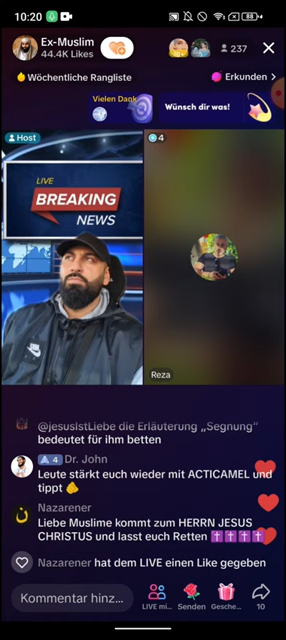 10:20
88
Ex-Muslim
44.4K Likes
237
Wöchentliche Rangliste
Erkunden >
Vielen Dank
Wünsch dir was!
Host
4
LIVE
BREAKING
NEWS
Reza
@jesusIstLiebe die Erläuterung „Segnung“
bedeutet für ihm betten
4 Dr. John
Leute stärkt euch wieder mit ACTICAMEL und
tippt
Nazarener
Liebe Muslime kommt zum HERRN JESUS
CHRISTUS und lasst euch Retten ✝️✝️✝️✝️
Nazarener hat dem LIVE einen Like gegeben
Kommentar hinz...
LIVE mi...
Senden
Gesche...
10